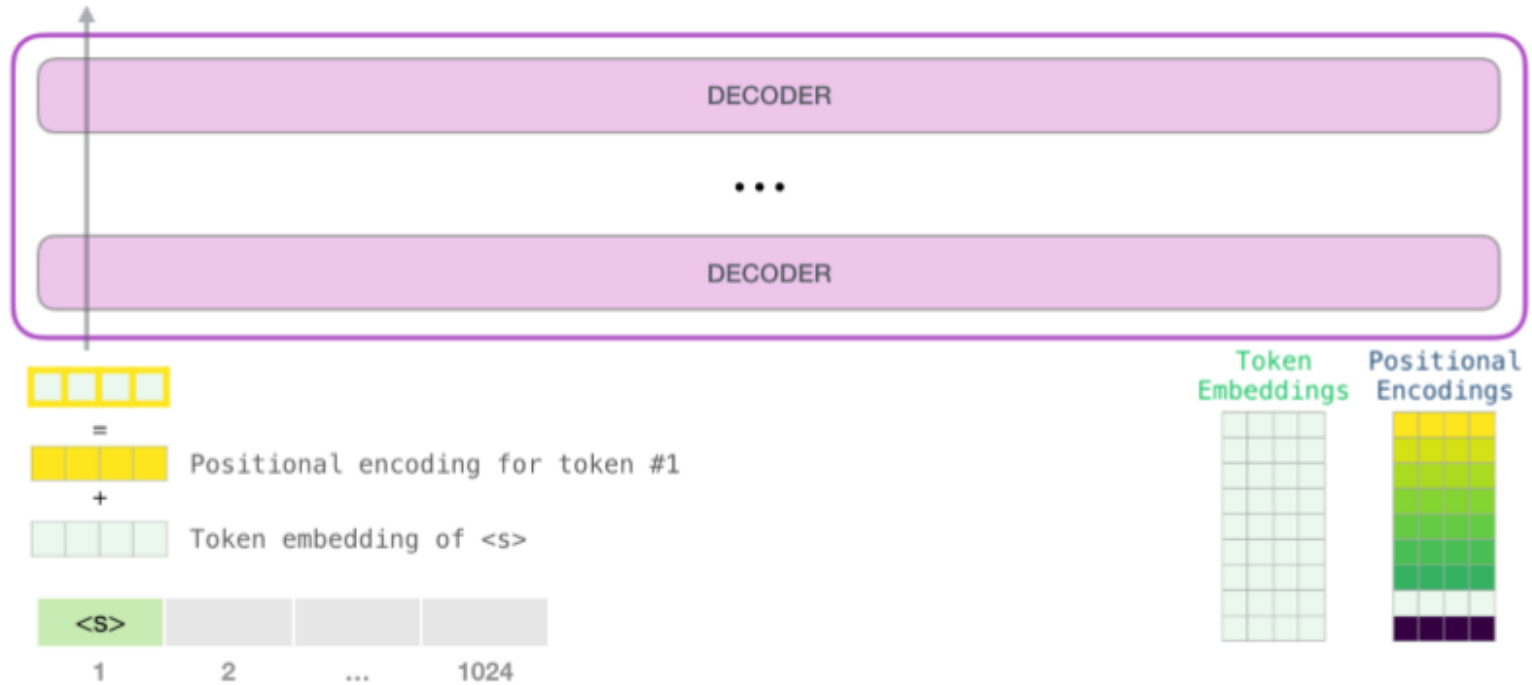 DECODER
...
DECODER
Token Embeddings
Positional Encodings
=
Positional encoding for token #1
+
Token embedding of <s>
<s>
1 2 ... 1024